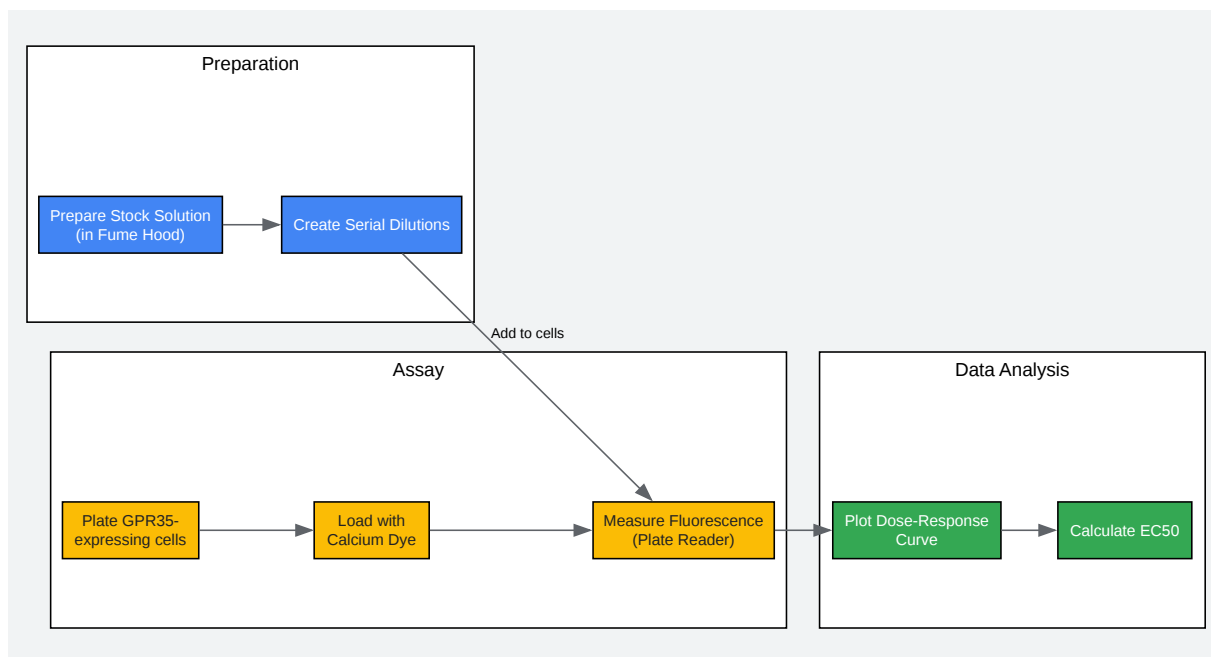 Preparation
Prepare Stock Solution
(in Fume Hood)
Create Serial Dilutions
Add to cells
Assay
Plate GPR35-
expressing cells
Load with
Calcium Dye
Measure Fluorescence
(Plate Reader)
Data Analysis
Plot Dose-Response
Curve
Calculate EC50